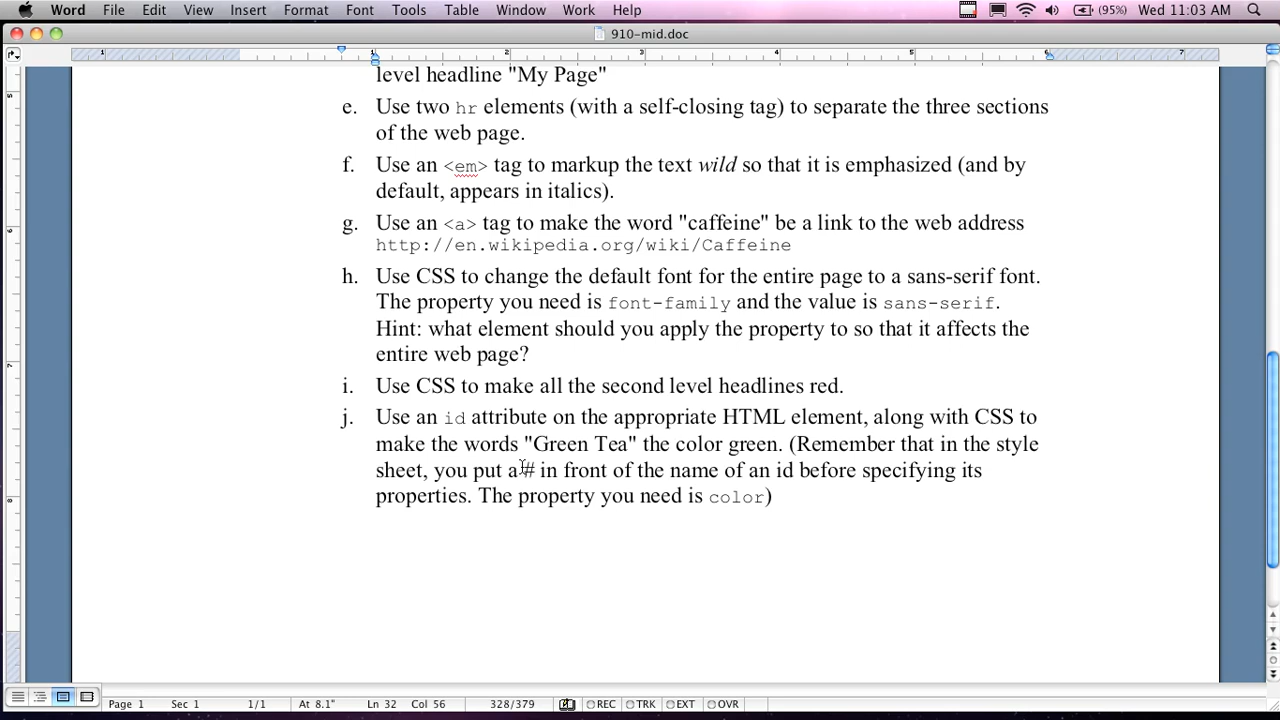 Word File Edit View Insert Format Font Tools Table Window Work Help (95%) Wed 11:03 AM
910-mid.doc
1 1 2 3 4 5 6 7
level headline "My Page"
e. Use two hr elements (with a self-closing tag) to separate the three sections
of the web page.
f. Use an <em> tag to markup the text wild so that it is emphasized (and by
default, appears in italics).
g. Use an <a> tag to make the word "caffeine" be a link to the web address
http://en.wikipedia.org/wiki/Caffeine
h. Use CSS to change the default font for the entire page to a sans-serif font.
The property you need is font-family and the value is sans-serif.
Hint: what element should you apply the property to so that it affects the
entire web page?
i. Use CSS to make all the second level headlines red.
j. Use an id attribute on the appropriate HTML element, along with CSS to
make the words "Green Tea" the color green. (Remember that in the style
sheet, you put a # in front of the name of an id before specifying its
properties. The property you need is color)
Page 1 Sec 1 1/1 At 8.1" Ln 32 Col 56 328/379 REC TRK EXT OVR